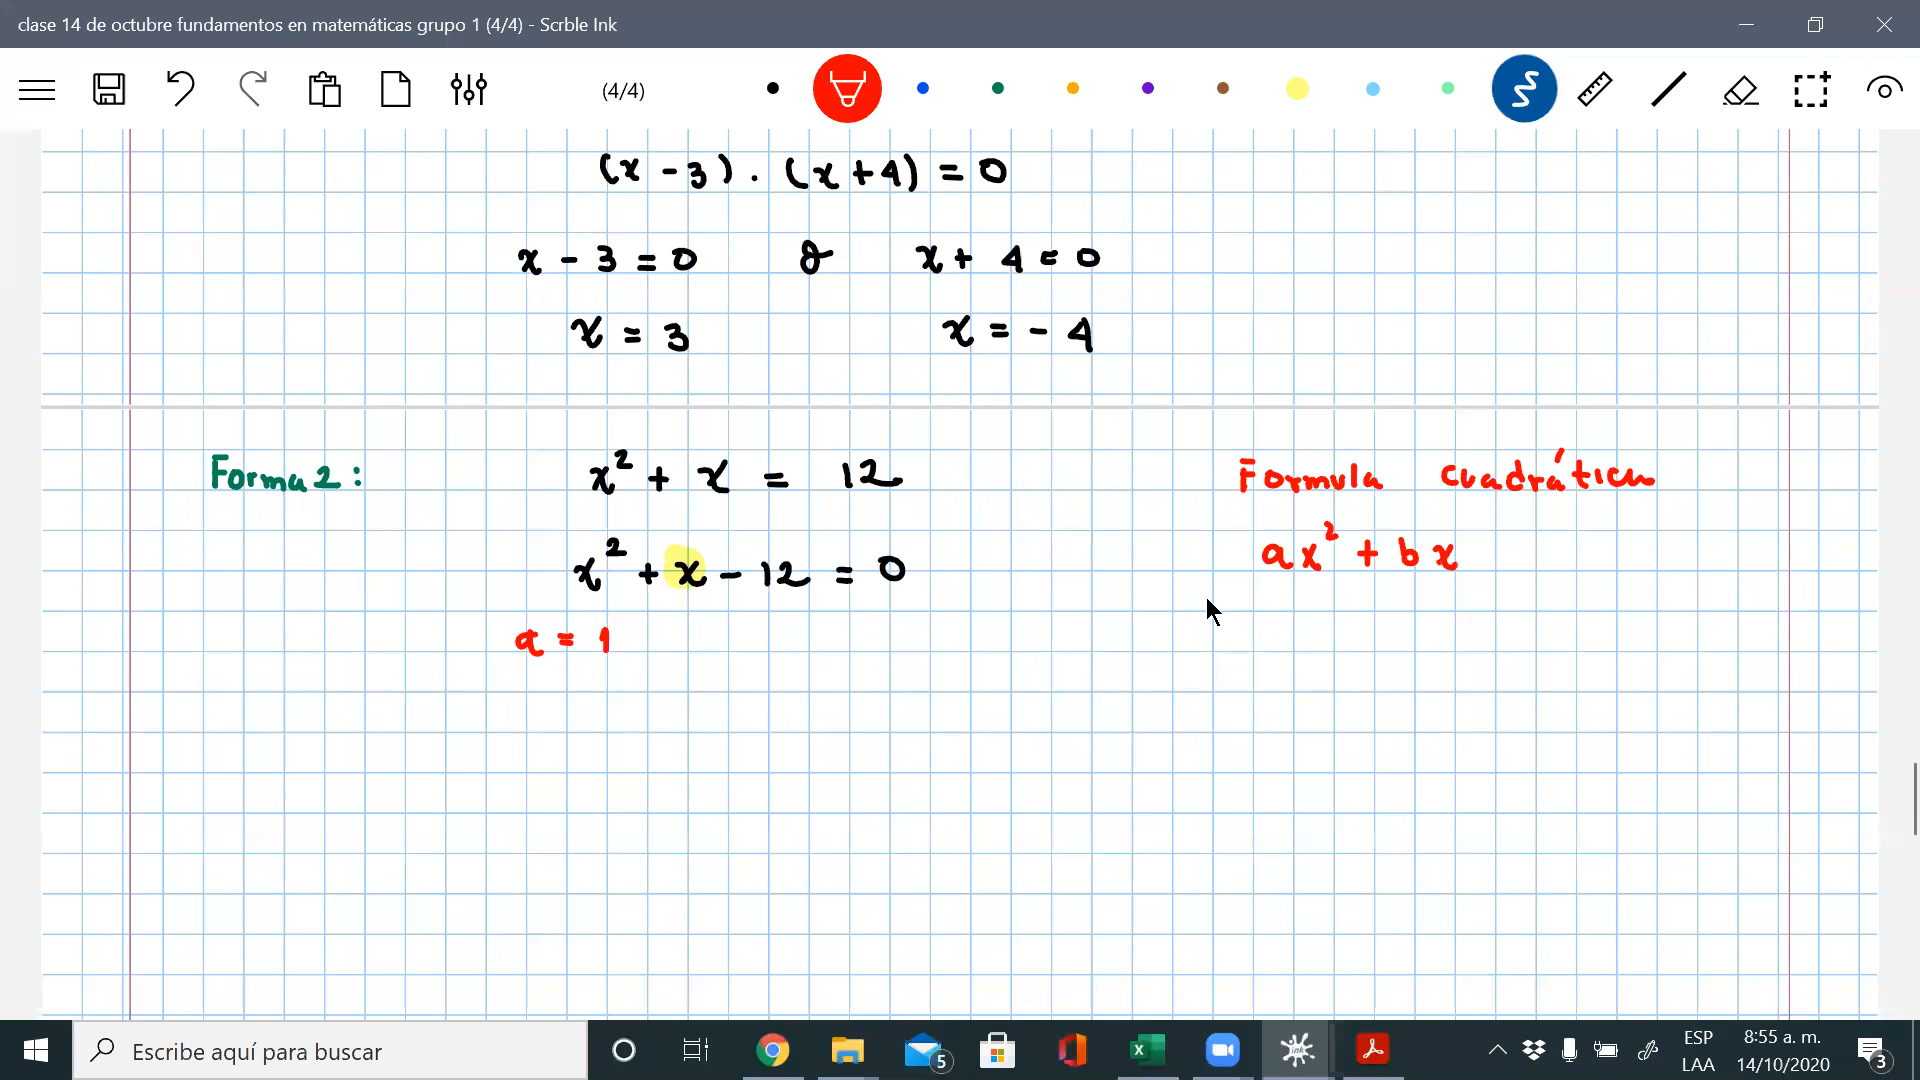 clase 14 de octubre fundamentos en matemáticas grupo 1 (4/4) - Scrble Ink
(4/4)
(x - 3) . (x + 4) = 0
x - 3 = 0 ó x + 4 = 0
x = 3 x = - 4
Forma 2: x² + x = 12 Formula cuadrática
x² + x - 12 = 0 ax² + bx
a = 1
Escribe aquí para buscar
5
ESP
LAA
8:55 a. m.
14/10/2020
3